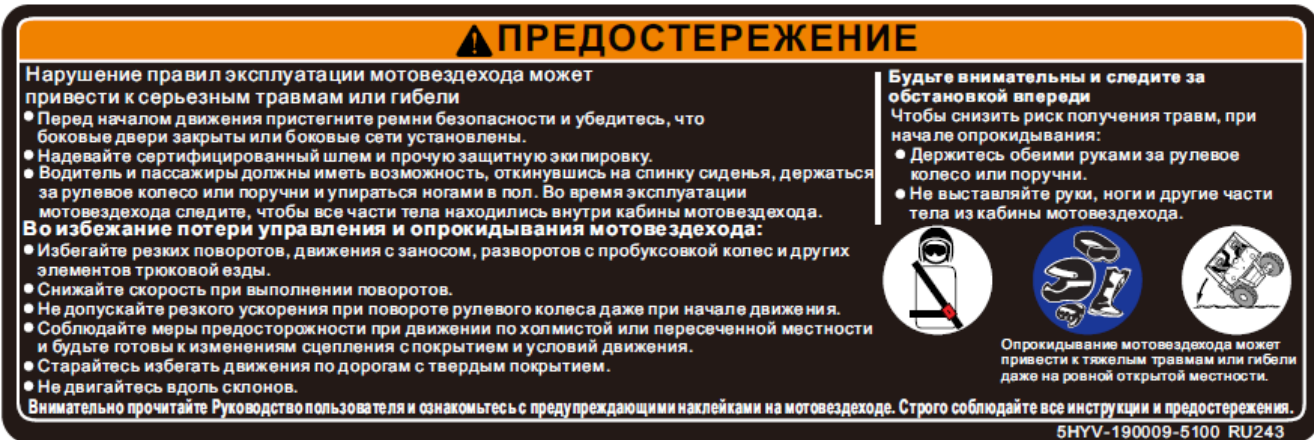 ПРЕДОСТЕРЕЖЕНИЕ
Нарушение правил эксплуатации мотовездехода может
привести к серьезным травмам или гибели
● Перед началом движения пристегните ремни безопасности и убедитесь, что
боковые двери закрыты или боковые сети установлены.
● Надевайте сертифицированный шлем и прочую защитную экипировку.
● Водитель и пассажиры должны иметь возможность, откинувшись на спинку сиденья, держаться
за рулевое колесо или поручни и упираться ногами в пол. Во время эксплуатации
мотовездехода следите, чтобы все части тела находились внутри кабины мотовездехода.
Во избежание потери управления и опрокидывания мотовездехода:
● Избегайте резких поворотов, движения с заносом, разворотов с пробуксовкой колес и других
элементов трюковой езды.
● Снижайте скорость при выполнении поворотов.
● Не допускайте резкого ускорения при повороте рулевого колеса даже при начале движения.
● Соблюдайте меры предосторожности при движении по холмистой или пересеченной местности
и будьте готовы к изменениям сцепления с покрытием и условий движения.
● Старайтесь избегать движения по дорогам с твердым покрытием.
● Не двигайтесь вдоль склонов.
Будьте внимательны и следите за
обстановкой впереди
Чтобы снизить риск получения травм, при
начале опрокидывания:
● Держитесь обеими руками за рулевое
колесо или поручни.
● Не выставляйте руки, ноги и другие части
тела из кабины мотовездехода.
Опрокидывание мотовездехода может
привести к тяжелым травмам или гибели
даже на ровной открытой местности.
Внимательно прочитайте Руководство пользователя и ознакомьтесь с предупреждающими наклейками на мотовездеходе. Строго соблюдайте все инструкции и предостережения.
5HYV-190009-5100 RU243